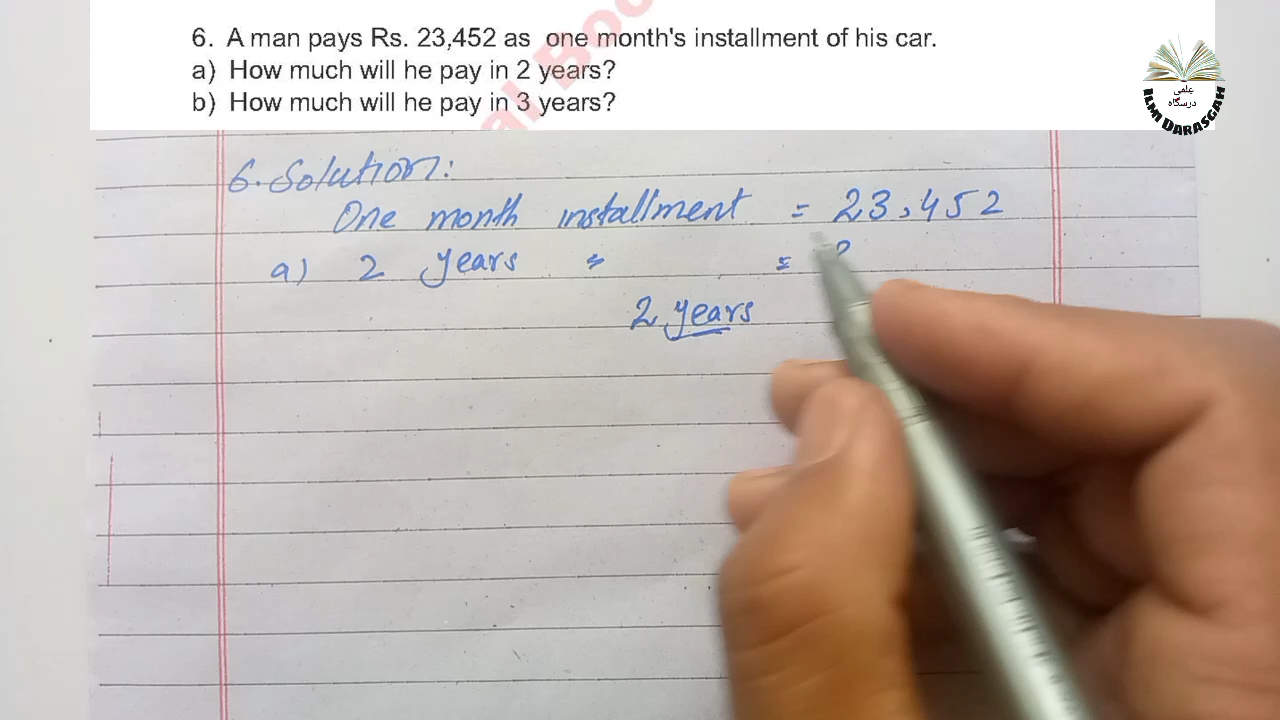 6. A man pays Rs. 23,452 as one month's installment of his car.
a) How much will he pay in 2 years?
b) How much will he pay in 3 years?
علمی
درسگاہ
ILMI DARASGAH
6. Solution:
One month installment = 23,452
a) 2 years " = ?
2 years